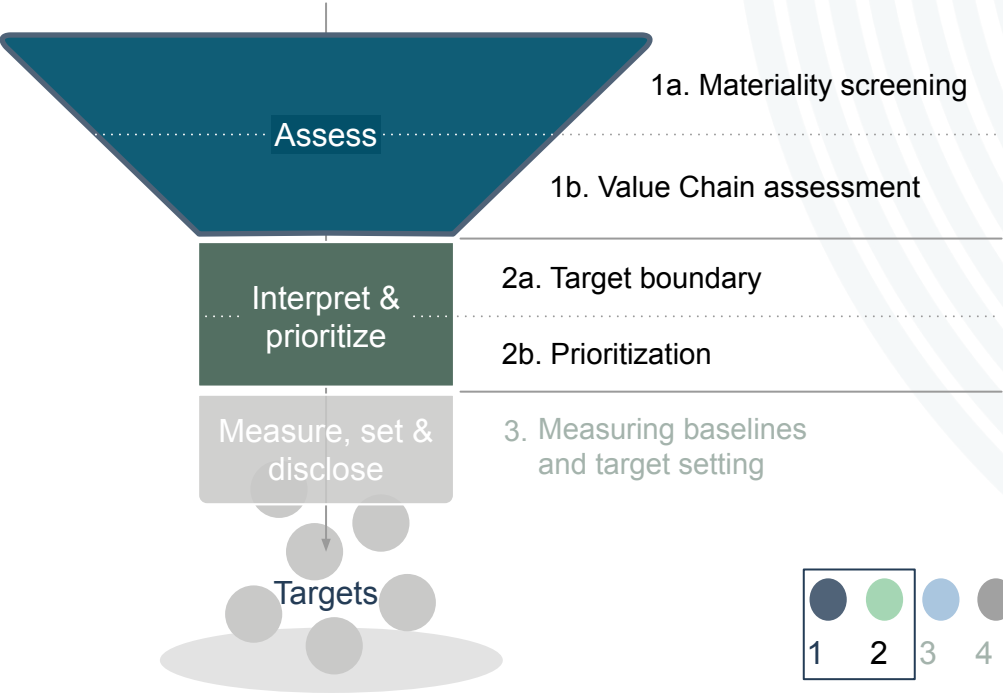 1a. Materiality screening
Assess
1b. Value Chain assessment
2a. Target boundary
Interpret &
prioritize
2b. Prioritization
Measure, set &
disclose
3. Measuring baselines
and target setting
Targets
1 2 3 4